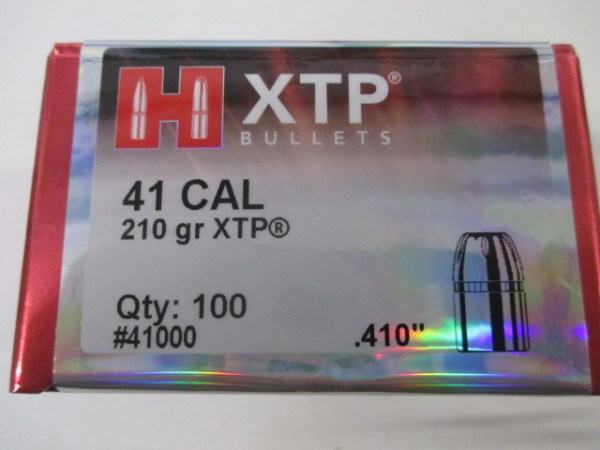 H XTP®
BULLETS
41 CAL
210 gr XTP®
Qty: 100
#41000
.410"